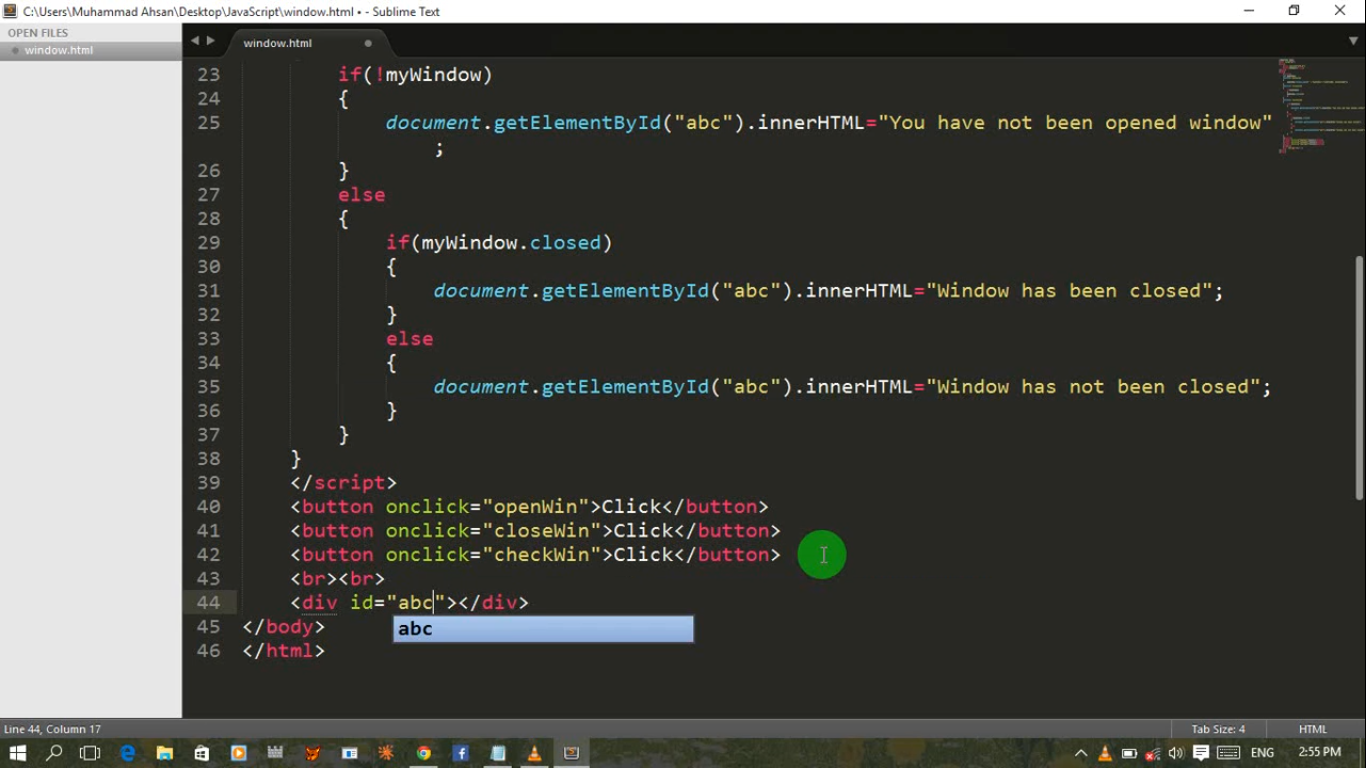 C:\Users\Muhammad Ahsan\Desktop\JavaScript\window.html • - Sublime Text
OPEN FILES
window.html
window.html
23 if(!myWindow)
24 {
25 document.getElementById("abc").innerHTML="You have not been opened window"
;
26 }
27 else
28 {
29 if(myWindow.closed)
30 {
31 document.getElementById("abc").innerHTML="Window has been closed";
32 }
33 else
34 {
35 document.getElementById("abc").innerHTML="Window has not been closed";
36 }
37 }
38 }
39 </script>
40 <button onclick="openWin">Click</button>
41 <button onclick="closeWin">Click</button>
42 <button onclick="checkWin">Click</button>
43 <br><br>
44 <div id="abc"></div>
abc
45 </body>
46 </html>
Line 44, Column 17
Tab Size: 4
HTML
ENG
2:55 PM